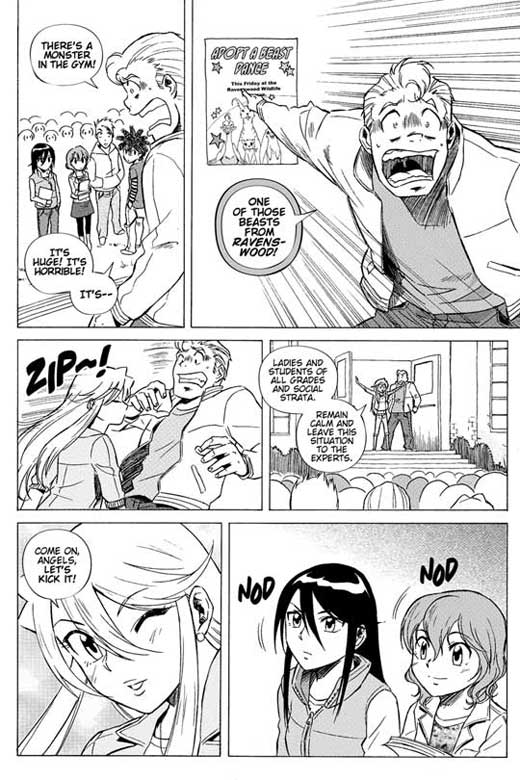 THERE'S A
MONSTER
IN THE GYM!
IT'S
HUGE! IT'S
HORRIBLE!
IT'S--
ADOPT A BEAST
DANCE
This Friday at the
Ravenswood Wildlife
ONE
OF THOSE
BEASTS
FROM
RAVENS-
WOOD!
ZIP~!
LADIES AND
STUDENTS OF
ALL GRADES
AND SOCIAL
STRATA.
REMAIN
CALM AND
LEAVE THIS
SITUATION
TO THE
EXPERTS.
COME ON,
ANGELS,
LET'S
KICK IT!
NOD
NOD